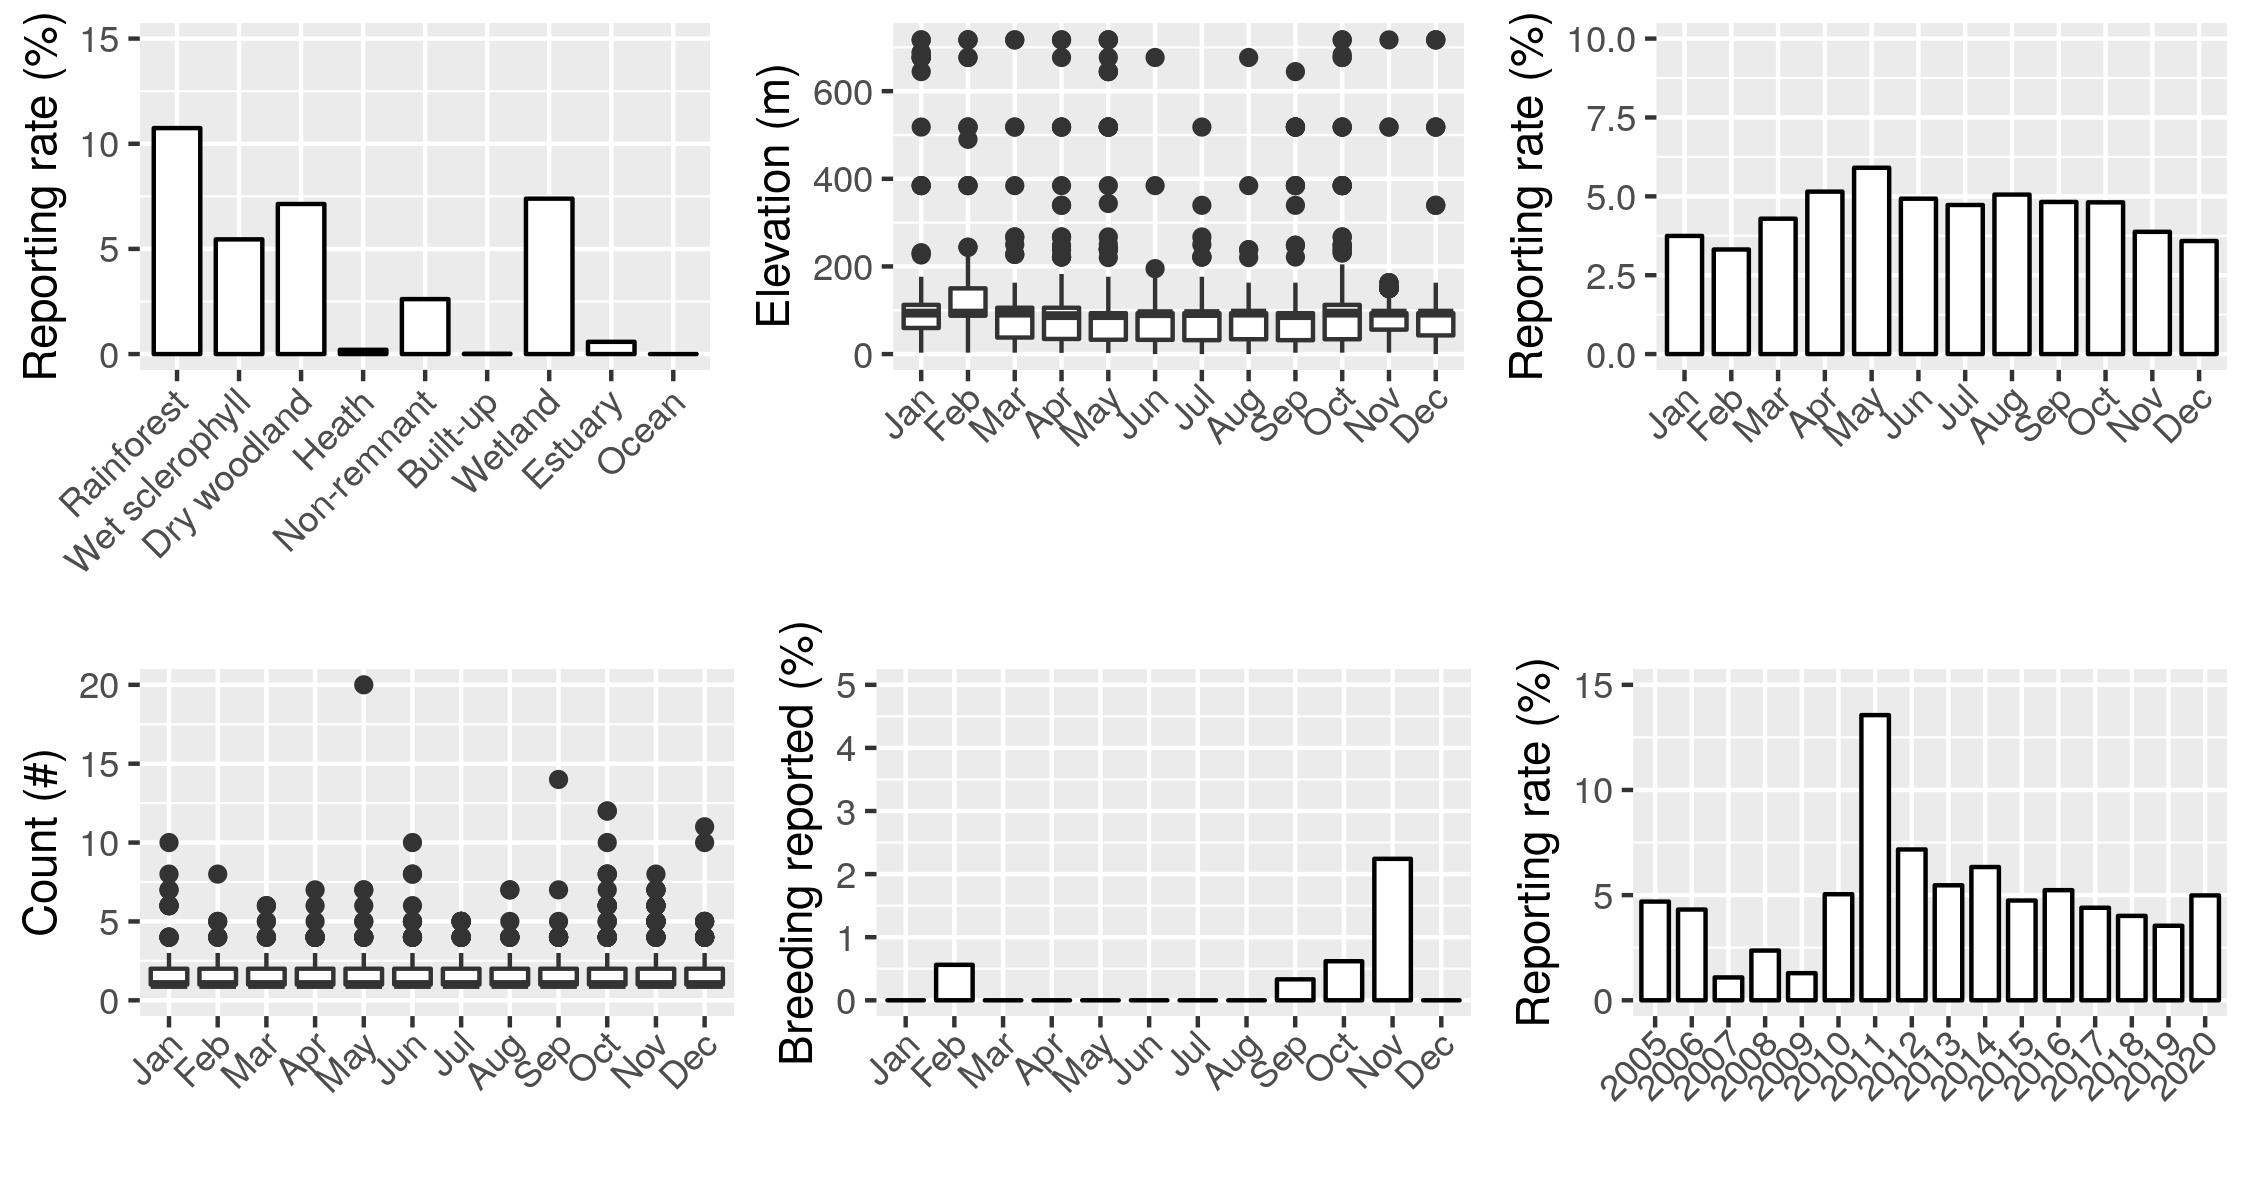 Reporting rate (%)
15
10
5
0
Rainforest
Wet sclerophyll
Dry woodland
Heath
Non-remnant
Built-up
Wetland
Estuary
Ocean
Elevation (m)
600
400
200
0
Jan
Feb
Mar
Apr
May
Jun
Jul
Aug
Sep
Oct
Nov
Dec
Reporting rate (%)
10.0
7.5
5.0
2.5
0.0
Jan
Feb
Mar
Apr
May
Jun
Jul
Aug
Sep
Oct
Nov
Dec
Count (#)
20
15
10
5
0
Jan
Feb
Mar
Apr
May
Jun
Jul
Aug
Sep
Oct
Nov
Dec
Breeding reported (%)
5
4
3
2
1
0
Jan
Feb
Mar
Apr
May
Jun
Jul
Aug
Sep
Oct
Nov
Dec
Reporting rate (%)
15
10
5
0
2005
2006
2007
2008
2009
2010
2011
2012
2013
2014
2015
2016
2017
2018
2019
2020